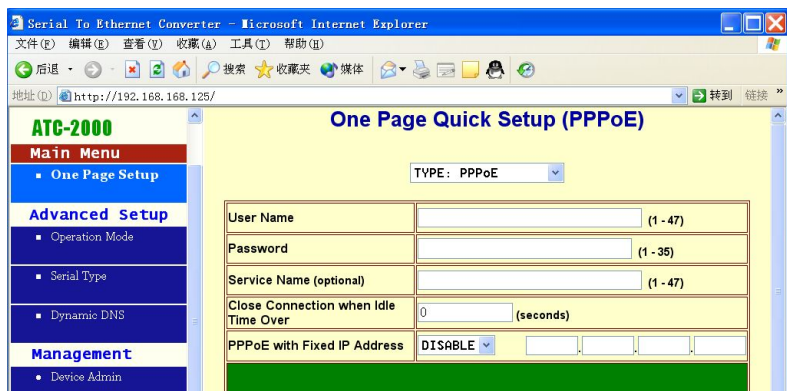 Serial To Ethernet Converter - Microsoft Internet Explorer
文件(F) 编辑(E) 查看(V) 收藏(A) 工具(T) 帮助(H)
后退 搜索 收藏夹 媒体
地址(D) http://192.168.168.125/ 转到 链接 »
ATC-2000
Main Menu
One Page Setup
Advanced Setup
Operation Mode
Serial Type
Dynamic DNS
Management
Device Admin
One Page Quick Setup (PPPoE)
TYPE: PPPoE
User Name (1 - 47)
Password (1 - 35)
Service Name (optional) (1 - 47)
Close Connection when Idle
Time Over 0 (seconds)
PPPoE with Fixed IP Address DISABLE . . .